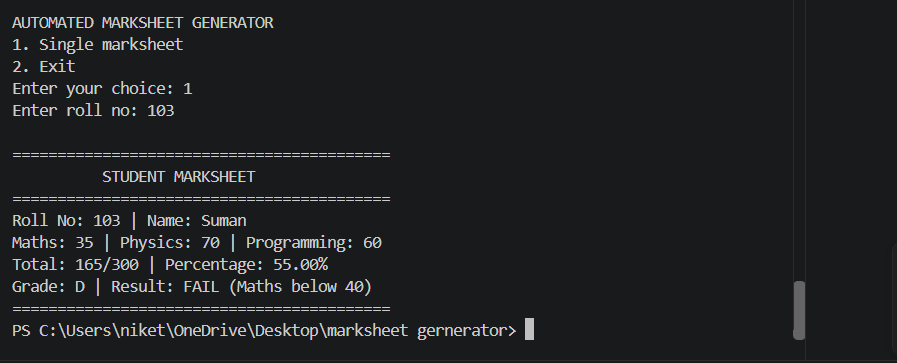 AUTOMATED MARKSHEET GENERATOR
1. Single marksheet
2. Exit
Enter your choice: 1
Enter roll no: 103
==========================================
STUDENT MARKSHEET
==========================================
Roll No: 103 | Name: Suman
Maths: 35 | Physics: 70 | Programming: 60
Total: 165/300 | Percentage: 55.00%
Grade: D | Result: FAIL (Maths below 40)
==========================================
PS C:\Users\niket\OneDrive\Desktop\marksheet gernerator>